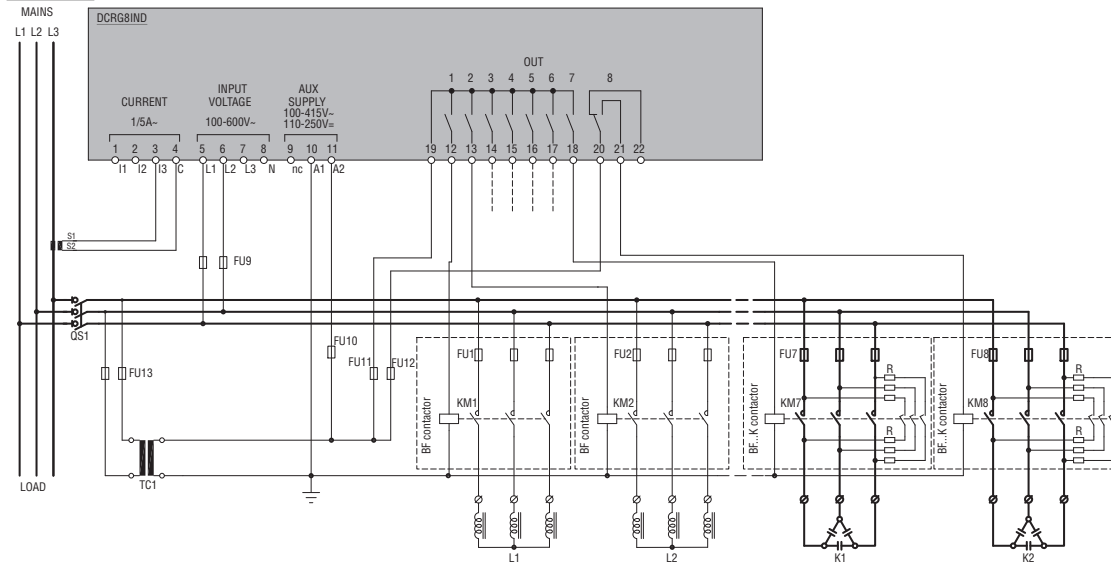 MAINS
L1 L2 L3
DCRG8IND
OUT
1 2 3 4 5 6 7 8
CURRENT
1/5A~
INPUT
VOLTAGE
100-600V~
AUX
SUPPLY
100-415V~
110-250V=
1 2 3 4 5 6 7 8 9 10 11 19 12 13 14 15 16 17 18 20 21 22
I1 I2 I3 C L1 L2 L3 N nc A1 A2
S1
S2
FU9
QS1
FU13
FU10
FU11
FU12
FU1
FU2
FU7
FU8
R
R
KM1
KM2
KM7
KM8
BF contactor
BF contactor
BF...K contactor
BF...K contactor
R
R
LOAD
TC1
L1
L2
K1
K2